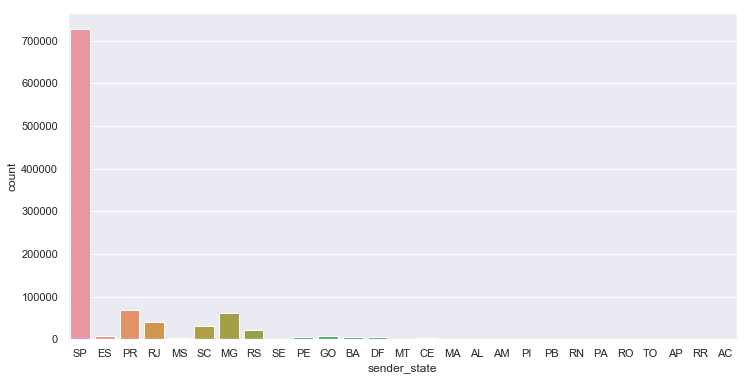 700000
600000
500000
400000
300000
200000
100000
0
count
SP ES PR RJ MS SC MG RS SE PE GO BA DF MT CE MA AL AM PI PB RN PA RO TO AP RR AC
sender_state